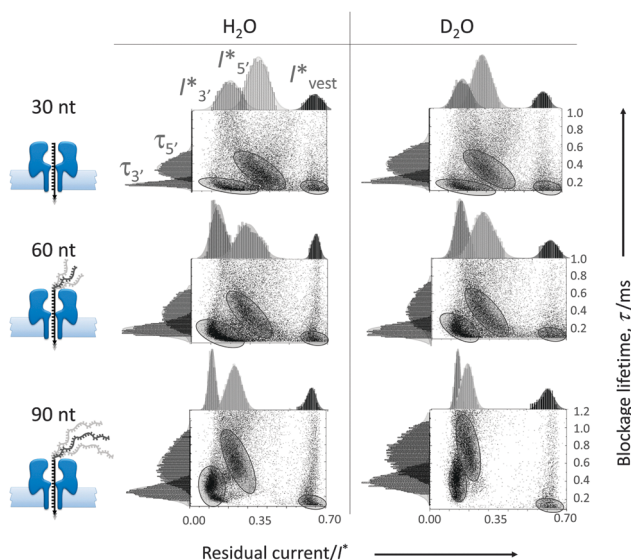 H₂O D₂O
I*₃′ I*₅′ I*vest
30 nt
τ₃′ τ₅′
1.0
0.8
0.6
0.4
0.2
60 nt
1.0
0.8
0.6
0.4
0.2
90 nt
1.2
1.0
0.8
0.6
0.4
0.2
0.00 0.35 0.70 0.00 0.35 0.70
Residual current/I*
Blockage lifetime, τ/ms